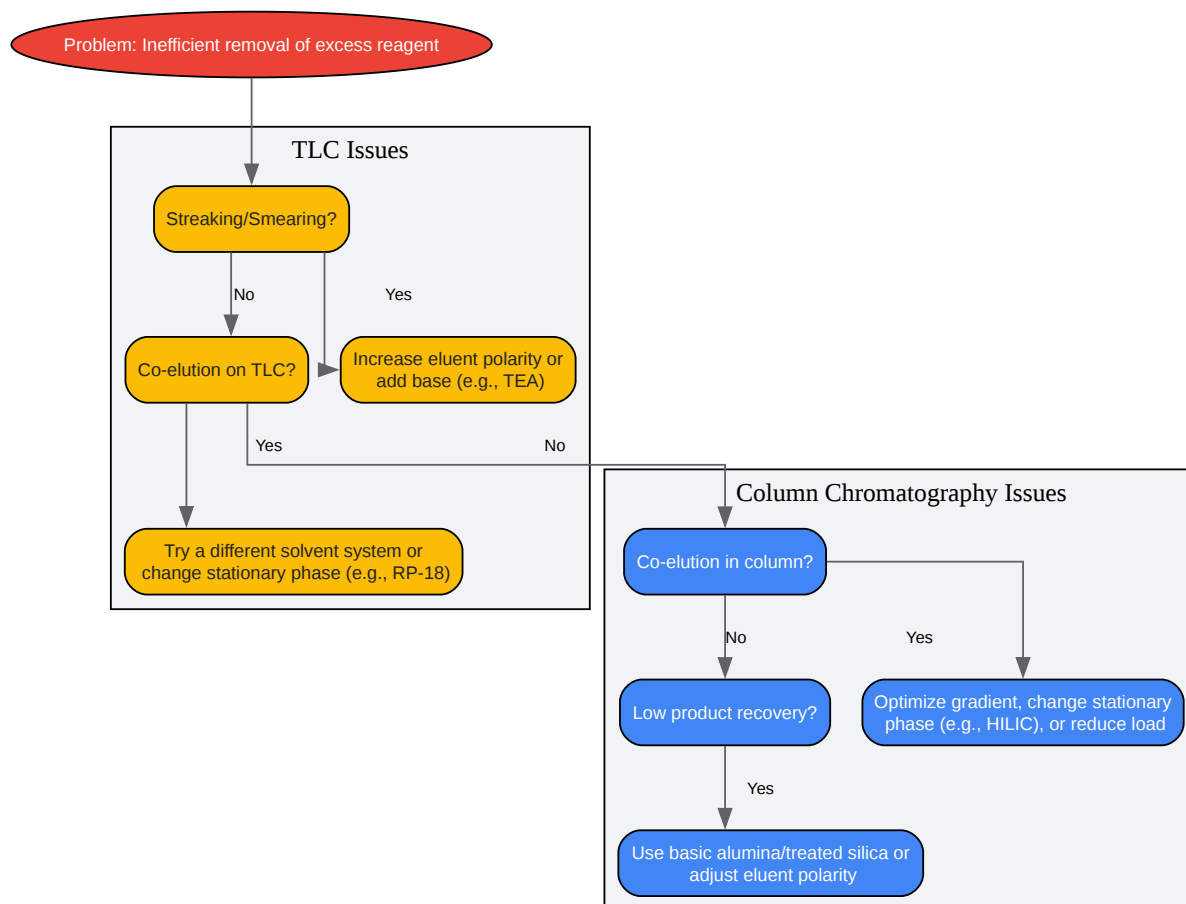 Problem: Inefficient removal of excess reagent
TLC Issues
Streaking/Smearing?
No
Yes
Co-elution on TLC?
Increase eluent polarity or
add base (e.g., TEA)
Yes
No
Try a different solvent system or
change stationary phase (e.g., RP-18)
Column Chromatography Issues
Co-elution in column?
No
Yes
Low product recovery?
Optimize gradient, change stationary
phase (e.g., HILIC), or reduce load
Yes
Use basic alumina/treated silica or
adjust eluent polarity